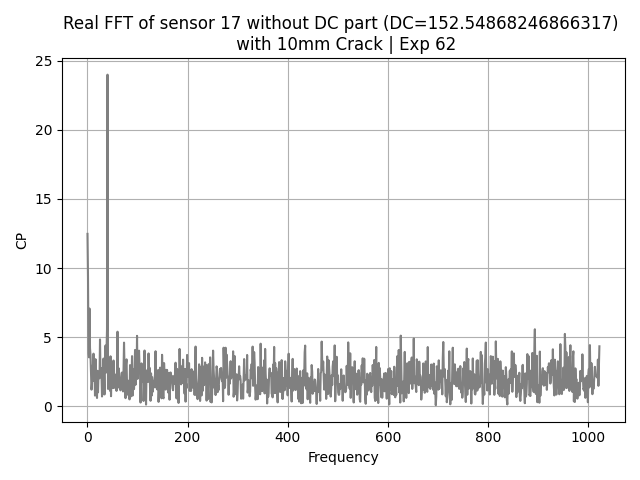 Real FFT of sensor 17 without DC part (DC=152.54868246866317)
with 10mm Crack | Exp 62
25
20
15
10
5
0
CP
0 200 400 600 800 1000
Frequency